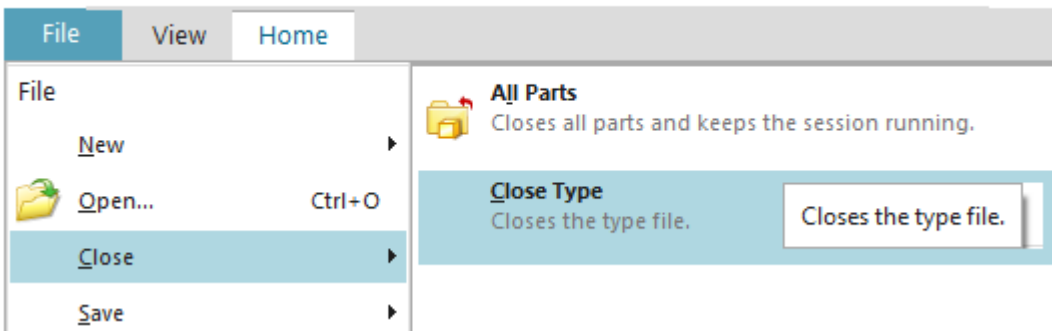 File View Home
File
New
Open... Ctrl+O
Close
Save
All Parts
Closes all parts and keeps the session running.
Close Type
Closes the type file.
Closes the type file.